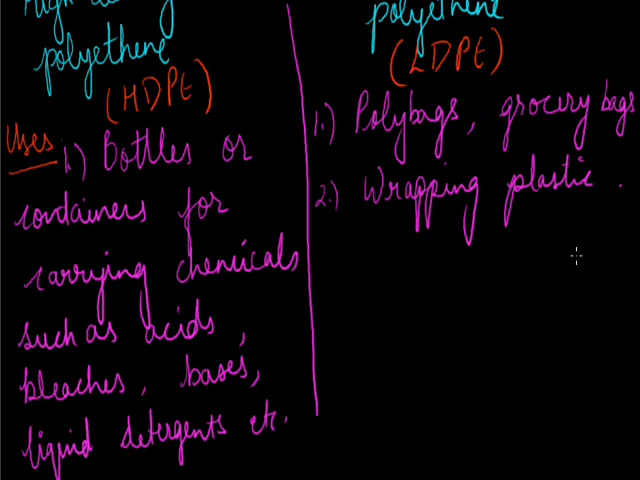 polyethene
(HDPE)
Uses 1.) Bottles or
containers for
carrying chemicals
such as acids,
bleaches, bases,
liquid detergents etc.
polyethene
(LDPE)
1.) Polybags, grocery bags
2.) Wrapping plastic.